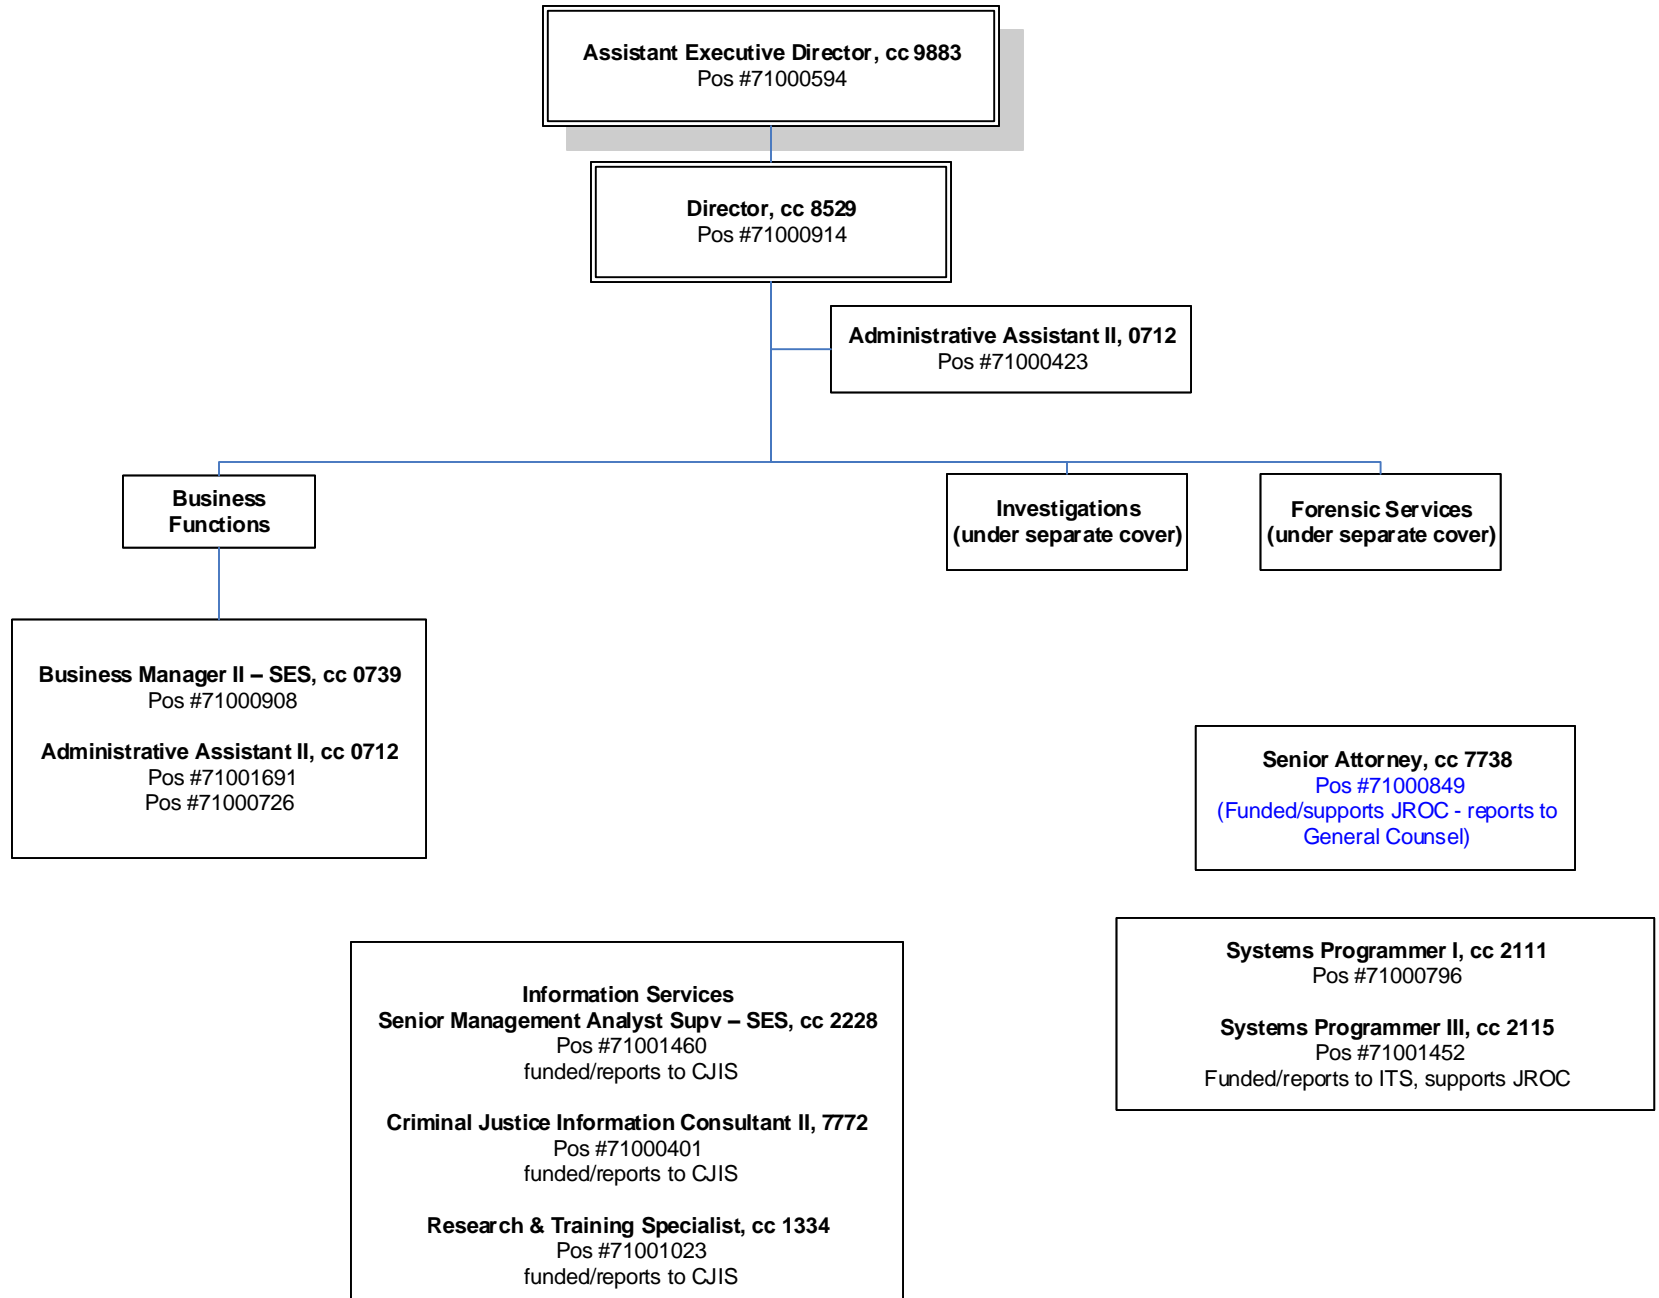 Assistant Executive Director, cc 9883
Pos #71000594
Director, cc 8529
Pos #71000914
Administrative Assistant II, 0712
Pos #71000423
Business
Functions
Investigations
(under separate cover)
Forensic Services
(under separate cover)
Business Manager II – SES, cc 0739
Pos #71000908
Administrative Assistant II, cc 0712
Pos #71001691
Pos #71000726
Senior Attorney, cc 7738
Pos #71000849
(Funded/supports JROC - reports to
General Counsel)
Systems Programmer I, cc 2111
Pos #71000796
Systems Programmer III, cc 2115
Pos #71001452
Funded/reports to ITS, supports JROC
Information Services
Senior Management Analyst Supv – SES, cc 2228
Pos #71001460
funded/reports to CJIS
Criminal Justice Information Consultant II, 7772
Pos #71000401
funded/reports to CJIS
Research & Training Specialist, cc 1334
Pos #71001023
funded/reports to CJIS